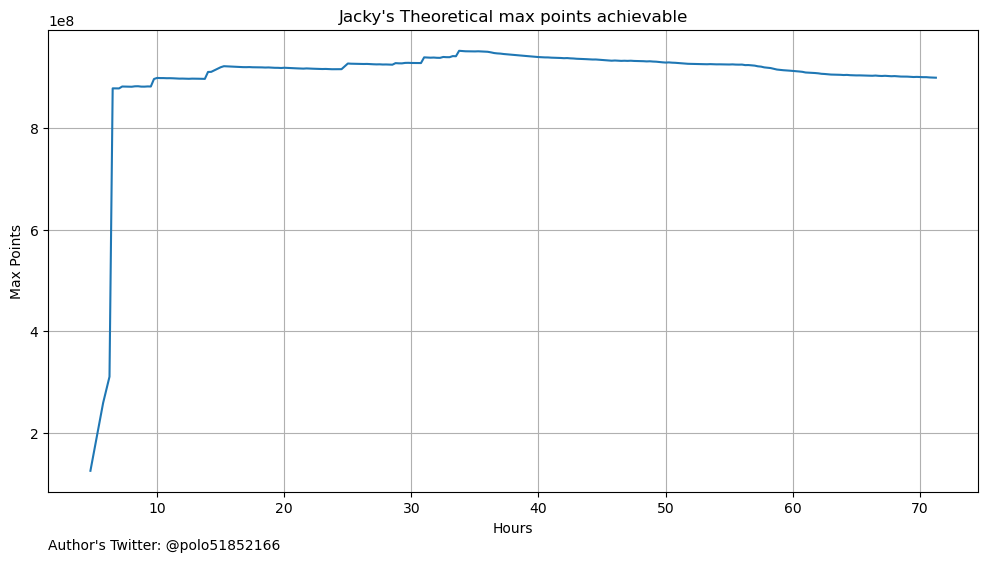 Jacky's Theoretical max points achievable
1e8
8
6
4
2
Max Points
10 20 30 40 50 60 70
Hours
Author's Twitter: @polo51852166